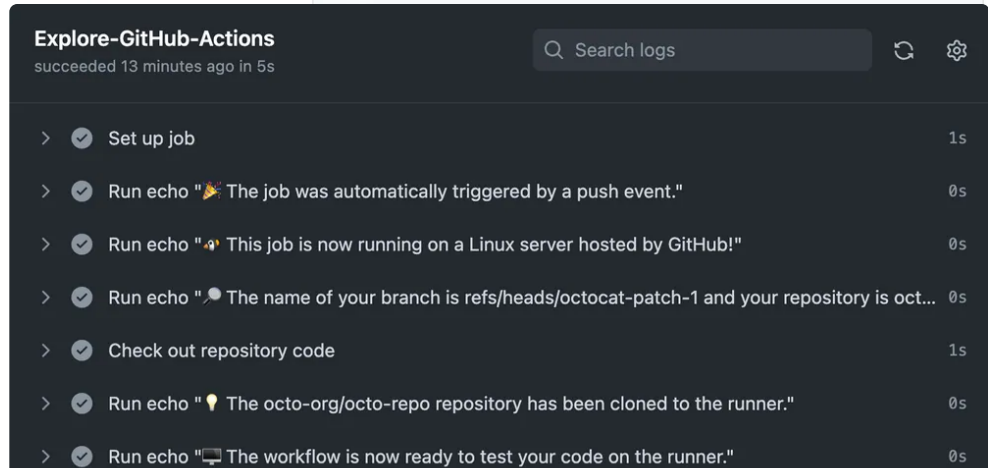 Explore-GitHub-Actions
succeeded 13 minutes ago in 5s
Search logs
Set up job 1s
Run echo "🎉 The job was automatically triggered by a push event." 0s
Run echo "🐧 This job is now running on a Linux server hosted by GitHub!" 0s
Run echo "🔎 The name of your branch is refs/heads/octocat-patch-1 and your repository is oct... 0s
Check out repository code 1s
Run echo "💡 The octo-org/octo-repo repository has been cloned to the runner." 0s
Run echo "🖥️ The workflow is now ready to test your code on the runner." 0s